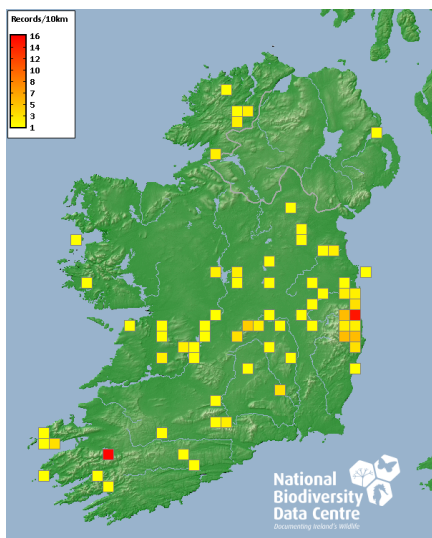 Records/10km
16
14
12
10
8
7
5
3
1
National
Biodiversity
Data Centre
Documenting Ireland's Wildlife